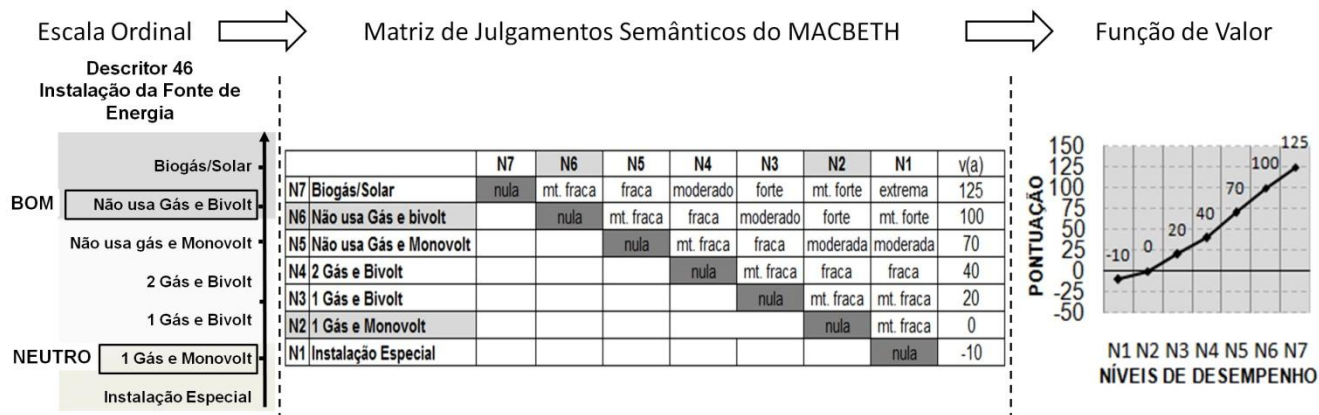 Escala Ordinal
Matriz de Julgamentos Semânticos do MACBETH
Função de Valor
Descritor 46
Instalação da Fonte de
Energia
Biogás/Solar
BOM
Não usa Gás e Bivolt
Não usa gás e Monovolt
2 Gás e Bivolt
1 Gás e Bivolt
NEUTRO
1 Gás e Monovolt
Instalação Especial
N7 N6 N5 N4 N3 N2 N1 v(a)
N7 Biogás/Solar nula mt. fraca fraca moderado forte mt. forte extrema 125
N6 Não usa Gás e bivolt nula mt. fraca fraca moderado forte mt. forte 100
N5 Não usa Gás e Monovolt nula mt. fraca fraca moderada moderada 70
N4 2 Gás e Bivolt nula mt. fraca fraca fraca 40
N3 1 Gás e Bivolt nula mt. fraca mt. fraca 20
N2 1 Gás e Monovolt nula mt. fraca 0
N1 Instalação Especial nula -10
PONTUAÇÃO
150
125
100
75
50
25
0
-25
-50
-10
0
20
40
70
100
125
N1 N2 N3 N4 N5 N6 N7
NÍVEIS DE DESEMPENHO